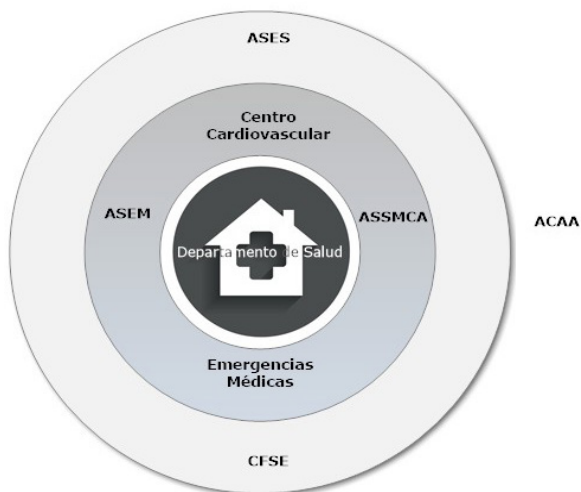 ASES
Centro
Cardiovascular
ASEM
ASSMCA
ACAA
Departamento de Salud
Emergencias
Médicas
CFSE